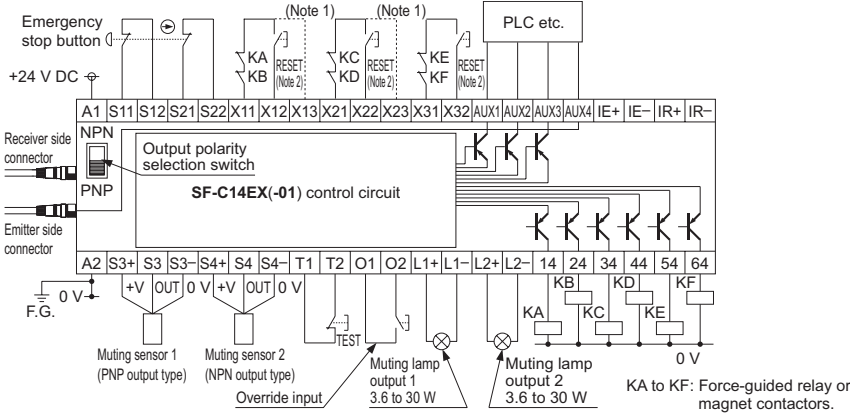 (Note 1) (Note 1)
Emergency
stop button
PLC etc.
+24 V DC
KA
KB
RESET
(Note 2)
KC
KD
RESET
(Note 2)
KE
KF
RESET
(Note 2)
A1 S11 S12 S21 S22 X11 X12 X13 X21 X22 X23 X31 X32 AUX1 AUX2 AUX3 AUX4 IE+ IE− IR+ IR−
NPN
PNP
Receiver side
connector
Output polarity
selection switch
SF-C14EX(-01) control circuit
Emitter side
connector
A2 S3+ S3 S3− S4+ S4 S4− T1 T2 O1 O2 L1+ L1− L2+ L2− 14 24 34 44 54 64
0 V
F.G.
+V OUT 0 V +V OUT 0 V
TEST
KA
KB
KC
KD
KE
KF
0 V
Muting sensor 1
(PNP output type)
Muting sensor 2
(NPN output type)
Override input
Muting lamp
output 1
3.6 to 30 W
Muting lamp
output 2
3.6 to 30 W
KA to KF: Force-guided relay or
magnet contactors.